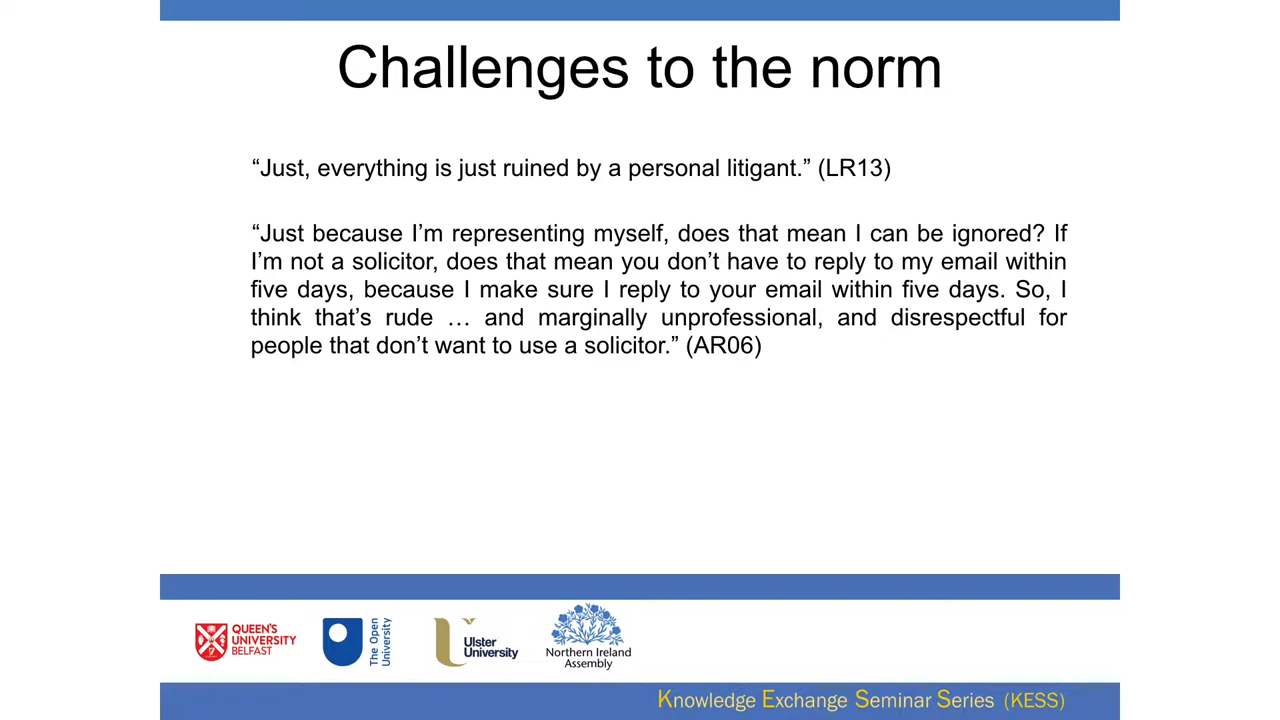 Challenges to the norm
“Just, everything is just ruined by a personal litigant.” (LR13)
“Just because I’m representing myself, does that mean I can be ignored? If
I’m not a solicitor, does that mean you don’t have to reply to my email within
five days, because I make sure I reply to your email within five days. So, I
think that’s rude … and marginally unprofessional, and disrespectful for
people that don’t want to use a solicitor.” (AR06)
QUEEN’S
UNIVERSITY
BELFAST
The Open
University
Ulster
University
Northern Ireland
Assembly
Knowledge Exchange Seminar Series (KESS)